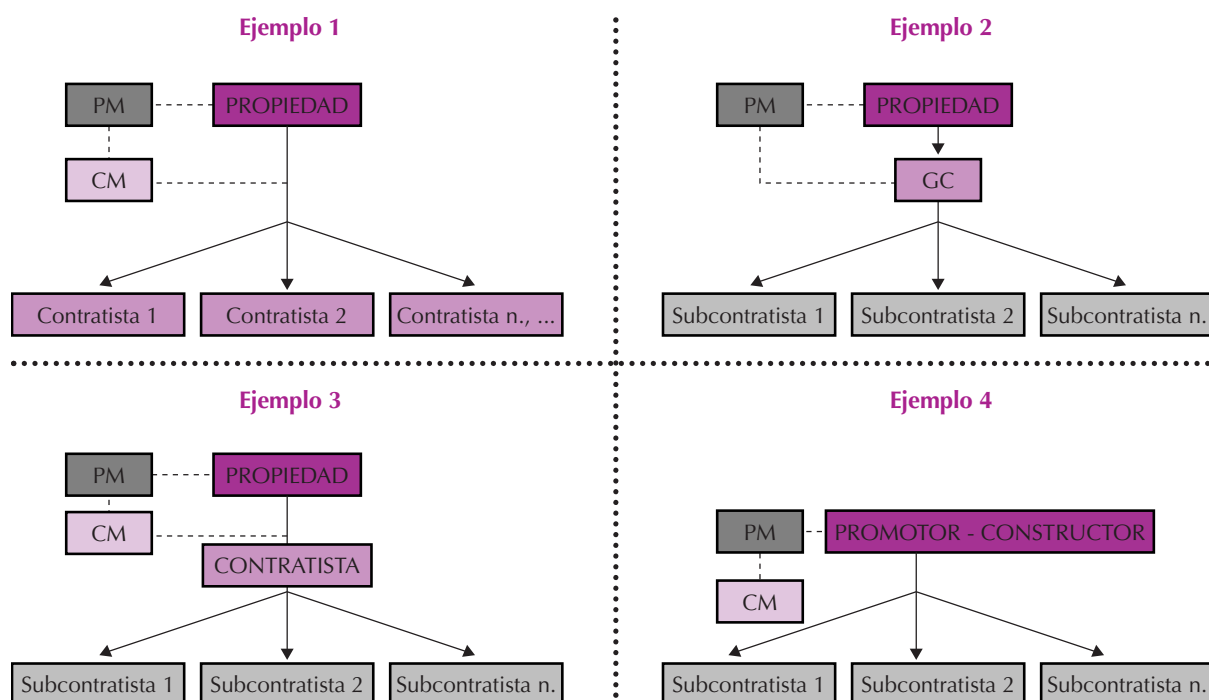 Ejemplo 1
PM
PROPIEDAD
CM
Contratista 1
Contratista 2
Contratista n., ...
Ejemplo 2
PM
PROPIEDAD
GC
Subcontratista 1
Subcontratista 2
Subcontratista n.
Ejemplo 3
PM
PROPIEDAD
CM
CONTRATISTA
Subcontratista 1
Subcontratista 2
Subcontratista n.
Ejemplo 4
PM
PROMOTOR - CONSTRUCTOR
CM
Subcontratista 1
Subcontratista 2
Subcontratista n.